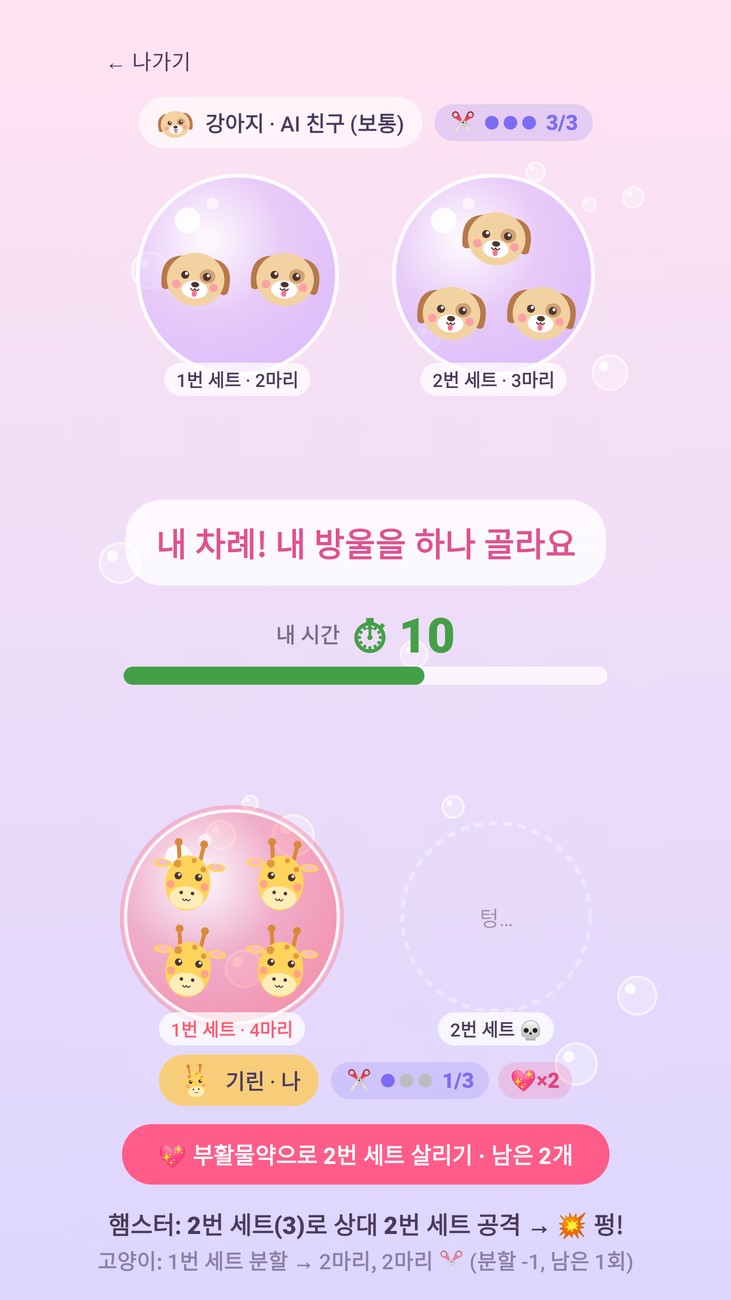 ← 나가기
강아지 · AI 친구 (보통) 3/3
1번 세트 · 2마리 2번 세트 · 3마리
내 차례! 내 방울을 하나 골라요
내 시간 10
텅...
1번 세트 · 4마리 2번 세트
기린 · 나 1/3 ×2
부활물약으로 2번 세트 살리기 · 남은 2개
햄스터: 2번 세트(3)로 상대 2번 세트 공격 → 💥 펑!
고양이: 1번 세트 분할 → 2마리, 2마리 ✂️ (분할 -1, 남은 1회)